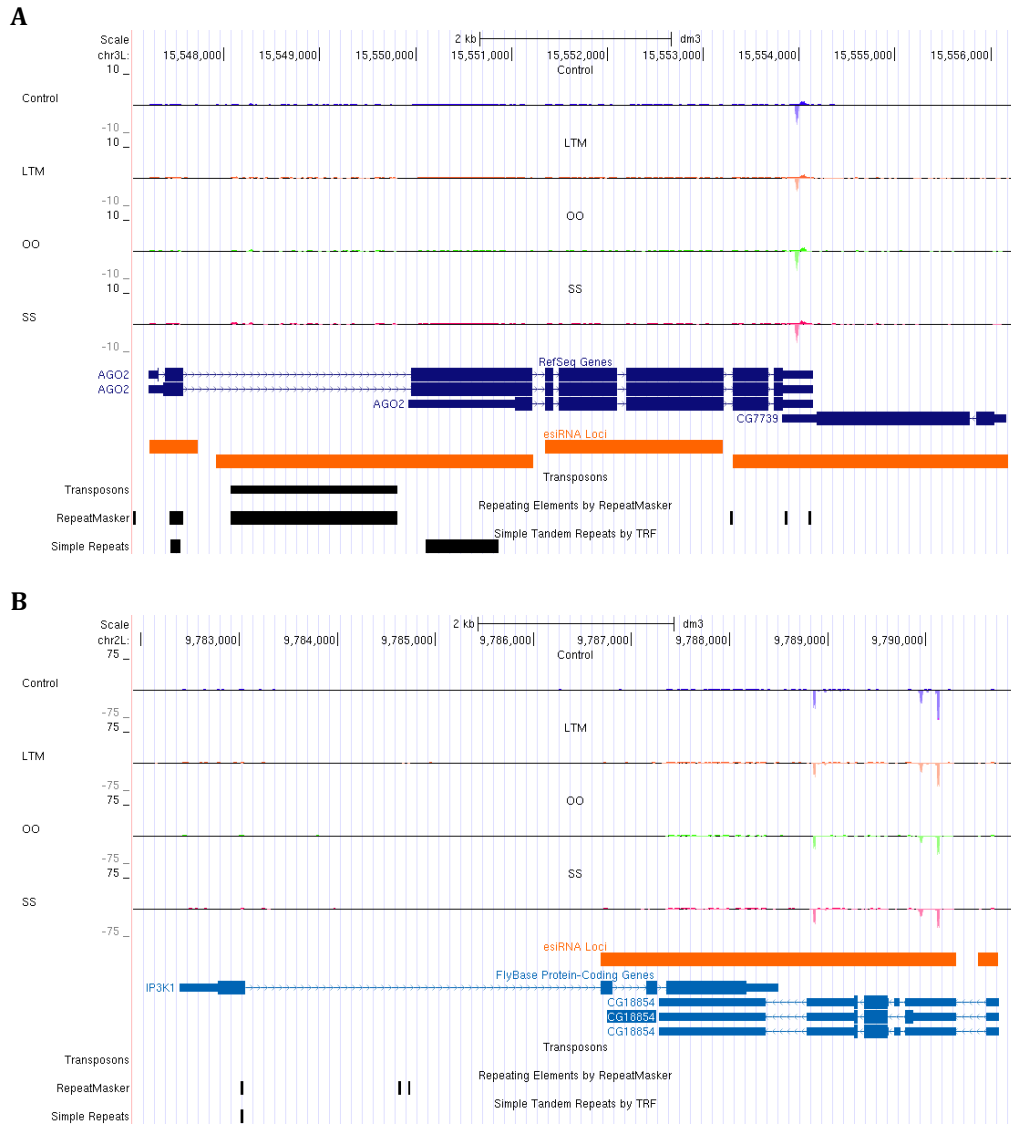 A
Scale 2 kb dm3
chr3L: 15,548,000 15,549,000 15,550,000 15,551,000 15,552,000 15,553,000 15,554,000 15,555,000 15,556,000
10 _ Control
Control
-10 _
10 _ LTM
LTM
-10 _
10 _ OO
OO
-10 _
10 _ SS
SS
-10 _
RefSeq Genes
AGO2
AGO2
AGO2
CG7739
esiRNA Loci
Transposons
Transposons
Repeating Elements by RepeatMasker
RepeatMasker
Simple Tandem Repeats by TRF
Simple Repeats
B
Scale 2 kb dm3
chr2L: 9,783,000 9,784,000 9,785,000 9,786,000 9,787,000 9,788,000 9,789,000 9,790,000
75 _ Control
Control
-75 _
75 _ LTM
LTM
-75 _
75 _ OO
OO
-75 _
75 _ SS
SS
-75 _
esiRNA Loci
FlyBase Protein-Coding Genes
IP3K1
CG18854
CG18854
CG18854
Transposons
Transposons
Repeating Elements by RepeatMasker
RepeatMasker
Simple Tandem Repeats by TRF
Simple Repeats